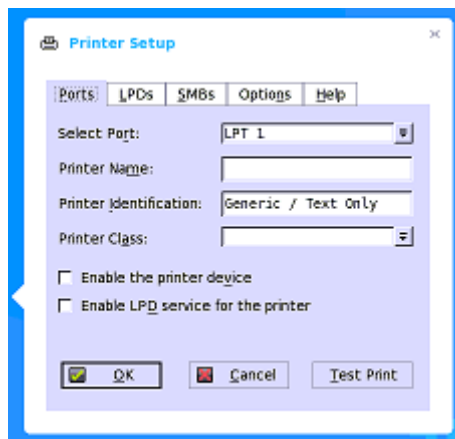 Printer Setup
Ports LPDs SMBs Options Help
Select Port: LPT 1
Printer Name:
Printer Identification: Generic / Text Only
Printer Class:
Enable the printer device
Enable LPD service for the printer
OK Cancel Test Print